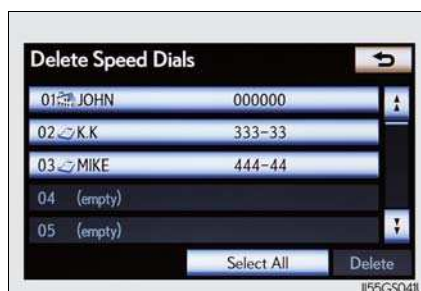 Delete Speed Dials
01 JOHN 000000
02 K.K 333-33
03 MIKE 444-44
04 (empty)
05 (empty)
Select All Delete
II55GS041I